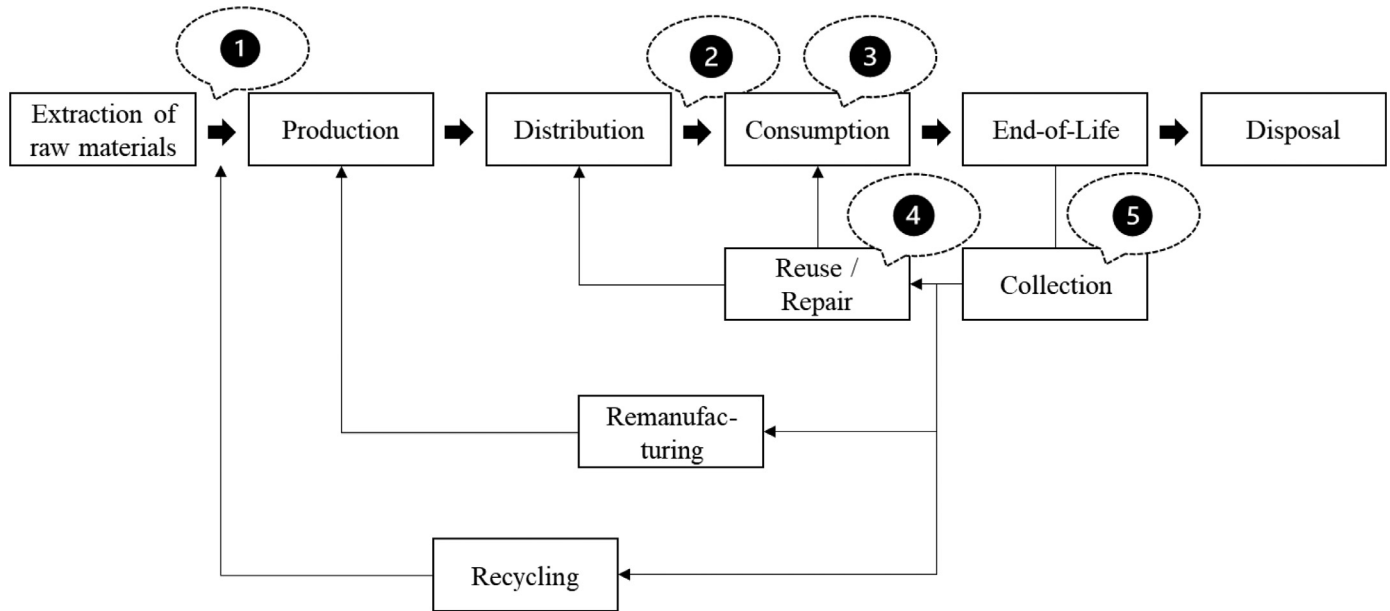 1
2
3
Extraction of
raw materials
Production
Distribution
Consumption
End-of-Life
Disposal
4
5
Reuse /
Repair
Collection
Remanufac-
turing
Recycling